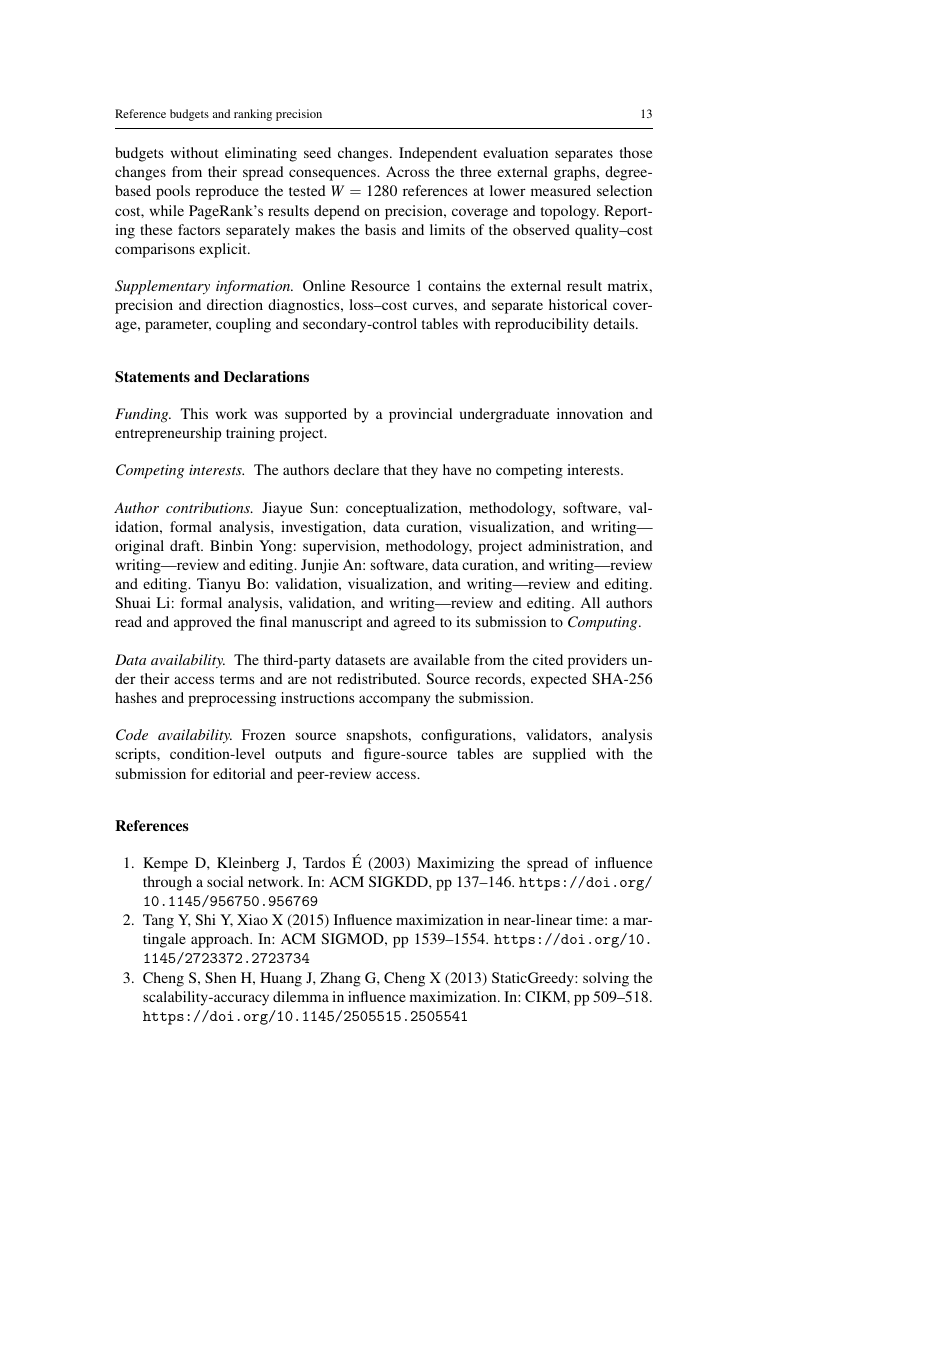 Reference budgets and ranking precision 13
budgets without eliminating seed changes. Independent evaluation separates those
changes from their spread consequences. Across the three external graphs, degree-
based pools reproduce the tested W = 1280 references at lower measured selection
cost, while PageRank's results depend on precision, coverage and topology. Report-
ing these factors separately makes the basis and limits of the observed quality–cost
comparisons explicit.
Supplementary information. Online Resource 1 contains the external result matrix,
precision and direction diagnostics, loss–cost curves, and separate historical cover-
age, parameter, coupling and secondary-control tables with reproducibility details.
Statements and Declarations
Funding. This work was supported by a provincial undergraduate innovation and
entrepreneurship training project.
Competing interests. The authors declare that they have no competing interests.
Author contributions. Jiayue Sun: conceptualization, methodology, software, val-
idation, formal analysis, investigation, data curation, visualization, and writing—
original draft. Binbin Yong: supervision, methodology, project administration, and
writing—review and editing. Junjie An: software, data curation, and writing—review
and editing. Tianyu Bo: validation, visualization, and writing—review and editing.
Shuai Li: formal analysis, validation, and writing—review and editing. All authors
read and approved the final manuscript and agreed to its submission to Computing.
Data availability. The third-party datasets are available from the cited providers un-
der their access terms and are not redistributed. Source records, expected SHA-256
hashes and preprocessing instructions accompany the submission.
Code availability. Frozen source snapshots, configurations, validators, analysis
scripts, condition-level outputs and figure-source tables are supplied with the
submission for editorial and peer-review access.
References
1. Kempe D, Kleinberg J, Tardos É (2003) Maximizing the spread of influence
through a social network. In: ACM SIGKDD, pp 137–146. https://doi.org/
10.1145/956750.956769
2. Tang Y, Shi Y, Xiao X (2015) Influence maximization in near-linear time: a mar-
tingale approach. In: ACM SIGMOD, pp 1539–1554. https://doi.org/10.
1145/2723372.2723734
3. Cheng S, Shen H, Huang J, Zhang G, Cheng X (2013) StaticGreedy: solving the
scalability-accuracy dilemma in influence maximization. In: CIKM, pp 509–518.
https://doi.org/10.1145/2505515.2505541